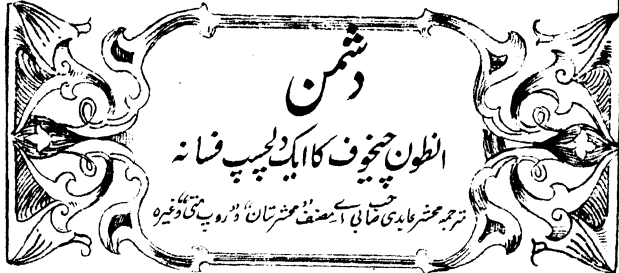 دشمن
انطون چیخوف کا ایک دلچسپ فسانہ
ترجمہ محشر عابدی صاحب بی اے مصنف "محشرستان" "روپ متی" وغیرہ